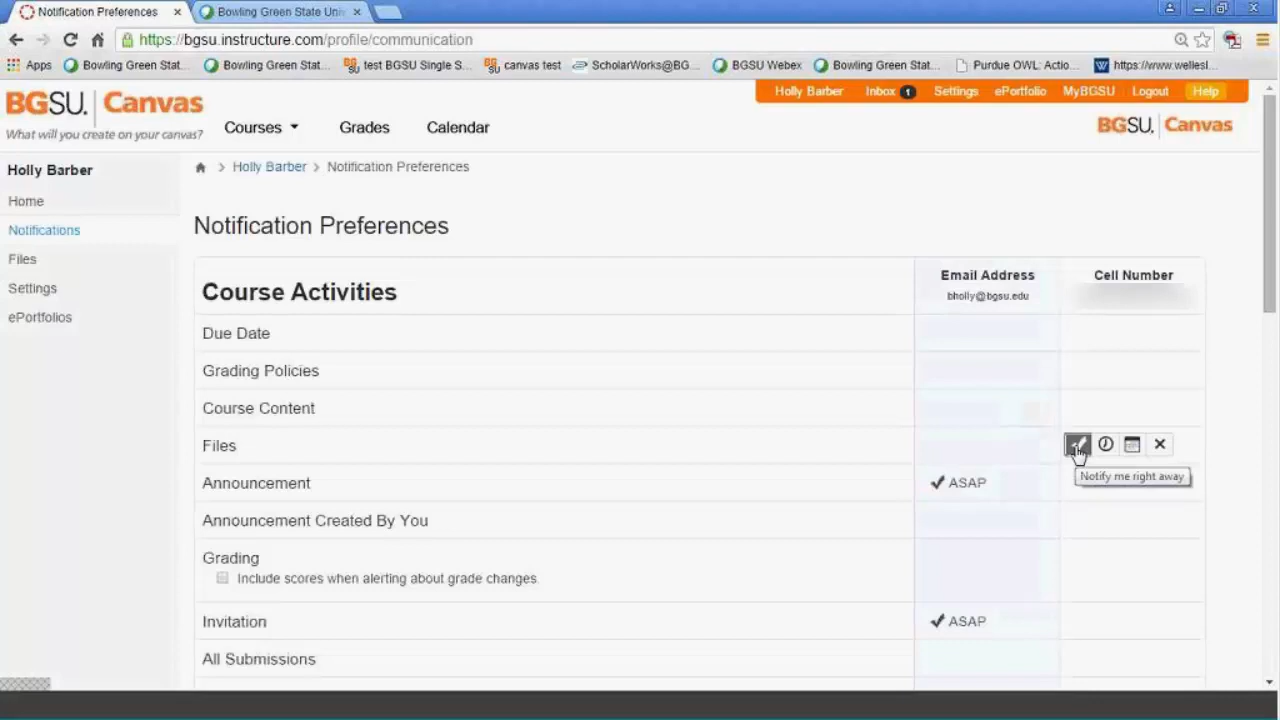 Notification Preferences
Bowling Green State Uni
https://bgsu.instructure.com/profile/communication
Apps Bowling Green Stat... Bowling Green Stat... test BGSU Single S... canvas test ScholarWorks@BG... BGSU Webex Bowling Green Stat... Purdue OWL: Actio... https://www.wellesl...
BGSU. Canvas
What will you create on your canvas?
Courses Grades Calendar
Holly Barber Inbox 1 Settings ePortfolio MyBGSU Logout Help
BGSU. Canvas
Holly Barber
Home
Notifications
Files
Settings
ePortfolios
Holly Barber > Notification Preferences
Notification Preferences
Course Activities
Email Address
bholly@bgsu.edu
Cell Number
Due Date
Grading Policies
Course Content
Files
Notify me right away
Announcement ASAP
Announcement Created By You
Grading
Include scores when alerting about grade changes.
Invitation ASAP
All Submissions